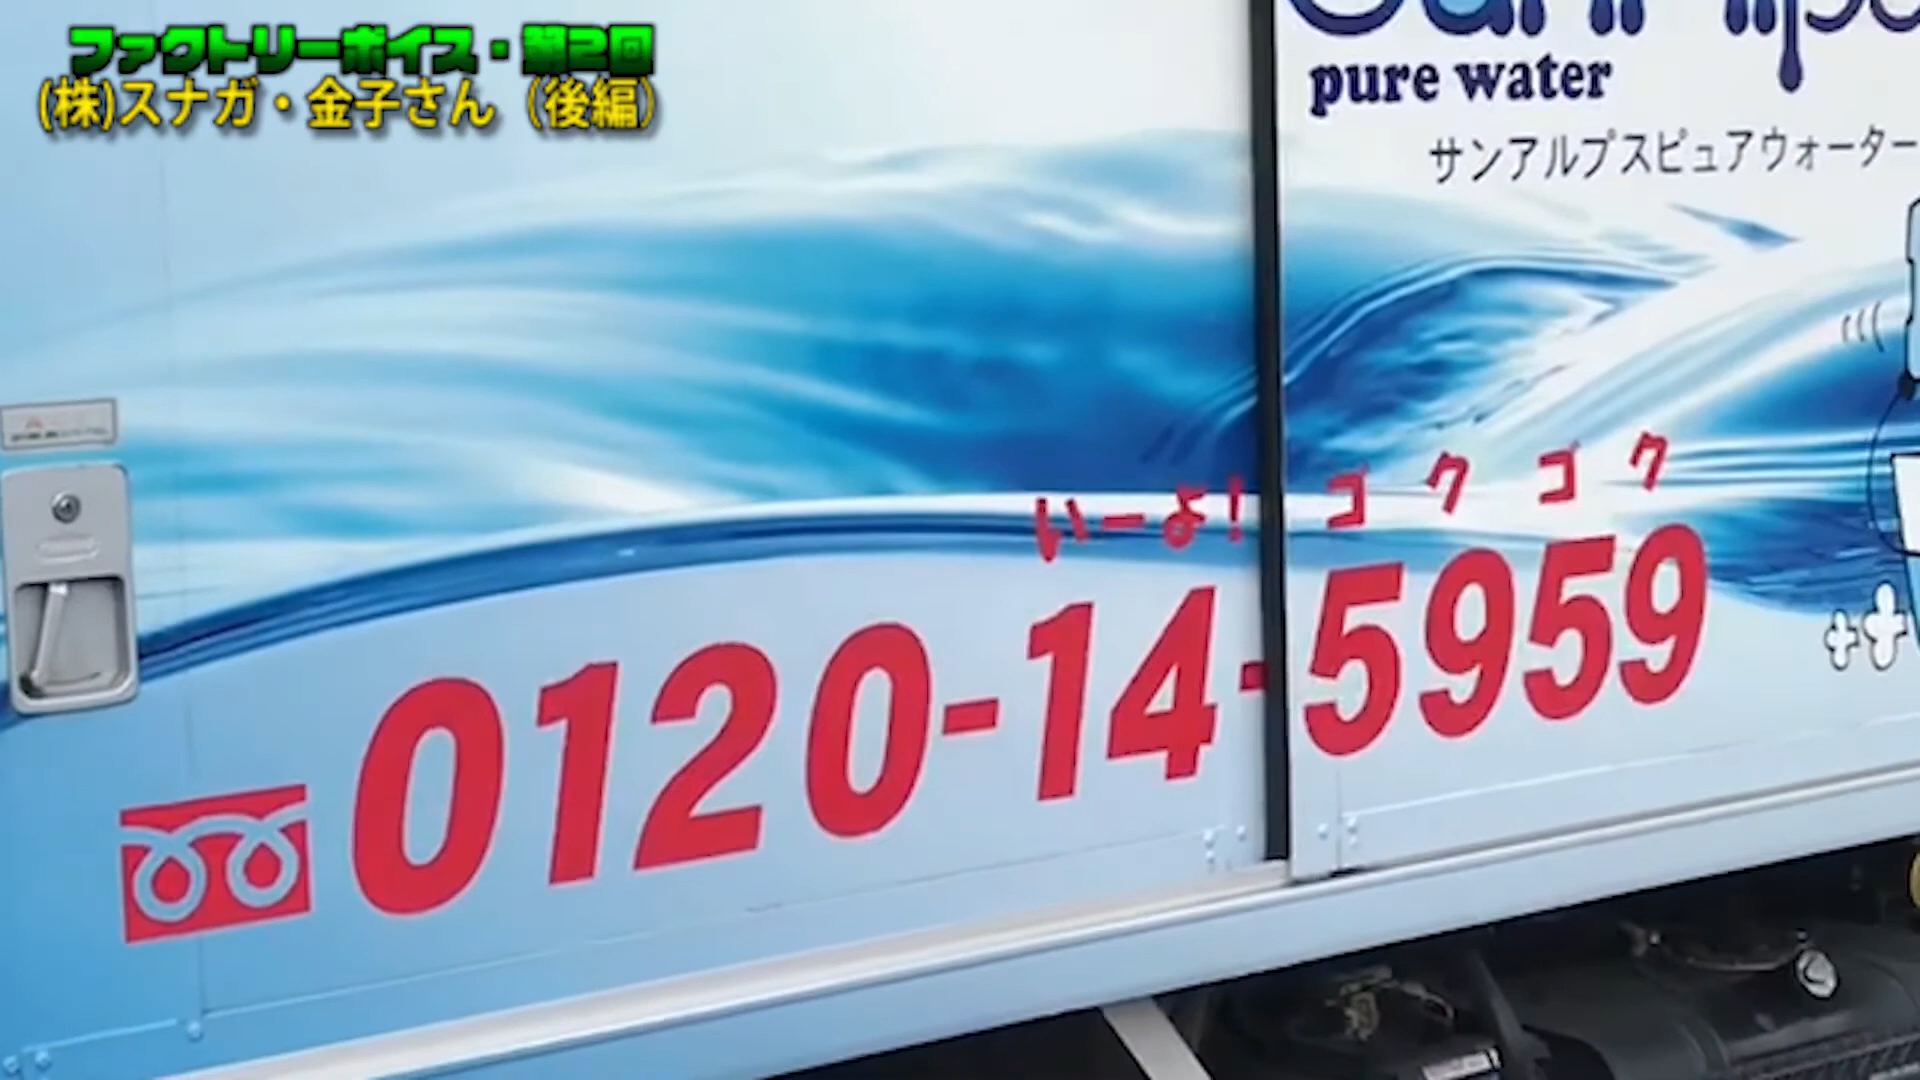 ファクトリーボイス・第2回
(株)スナガ・金子さん（後編）
pure water
サンアルプスピュアウォーター
いーよ! ゴクゴク
0120-14-5959